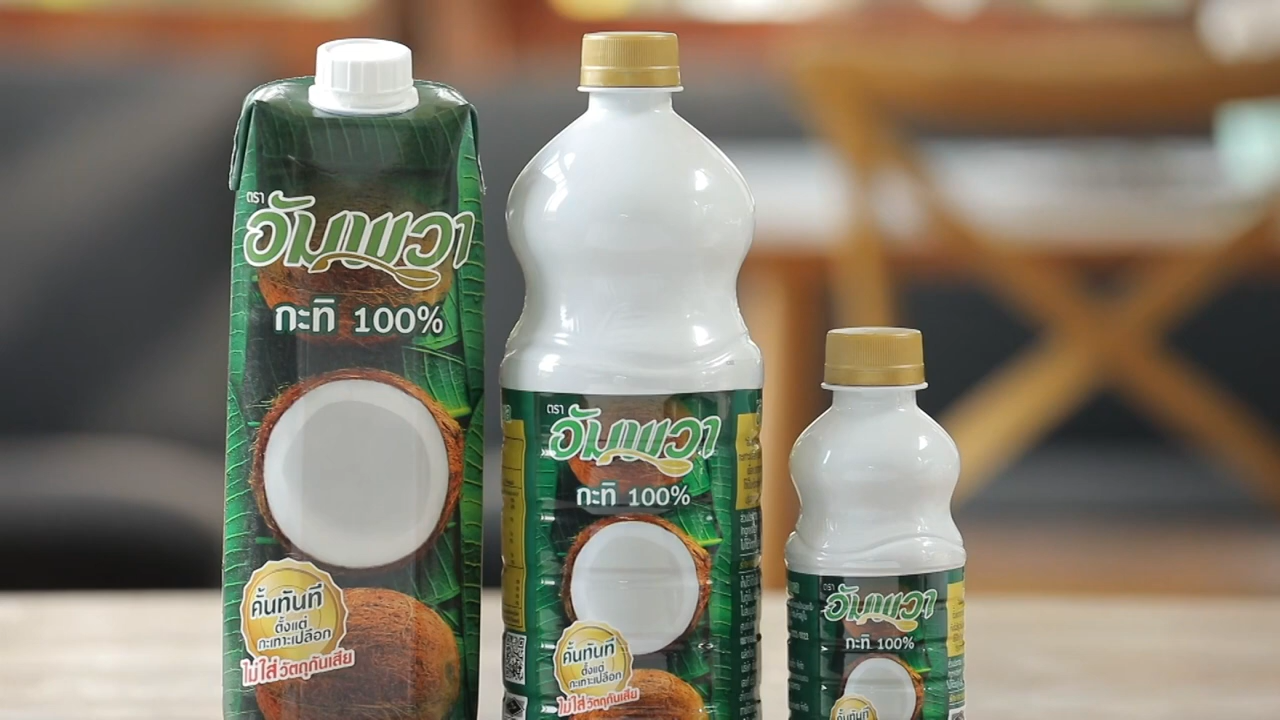 ตรา
อัมพวา
กะทิ 100%
คั้นทันที
ตั้งแต่
กะเทาะเปลือก
ไม่ใส่วัตถุกันเสีย
ตรา
อัมพวา
กะทิ 100%
คั้นทันที
ตั้งแต่
กะเทาะเปลือก
ไม่ใส่วัตถุกันเสีย
ตรา
อัมพวา
กะทิ 100%
คั้นทันที